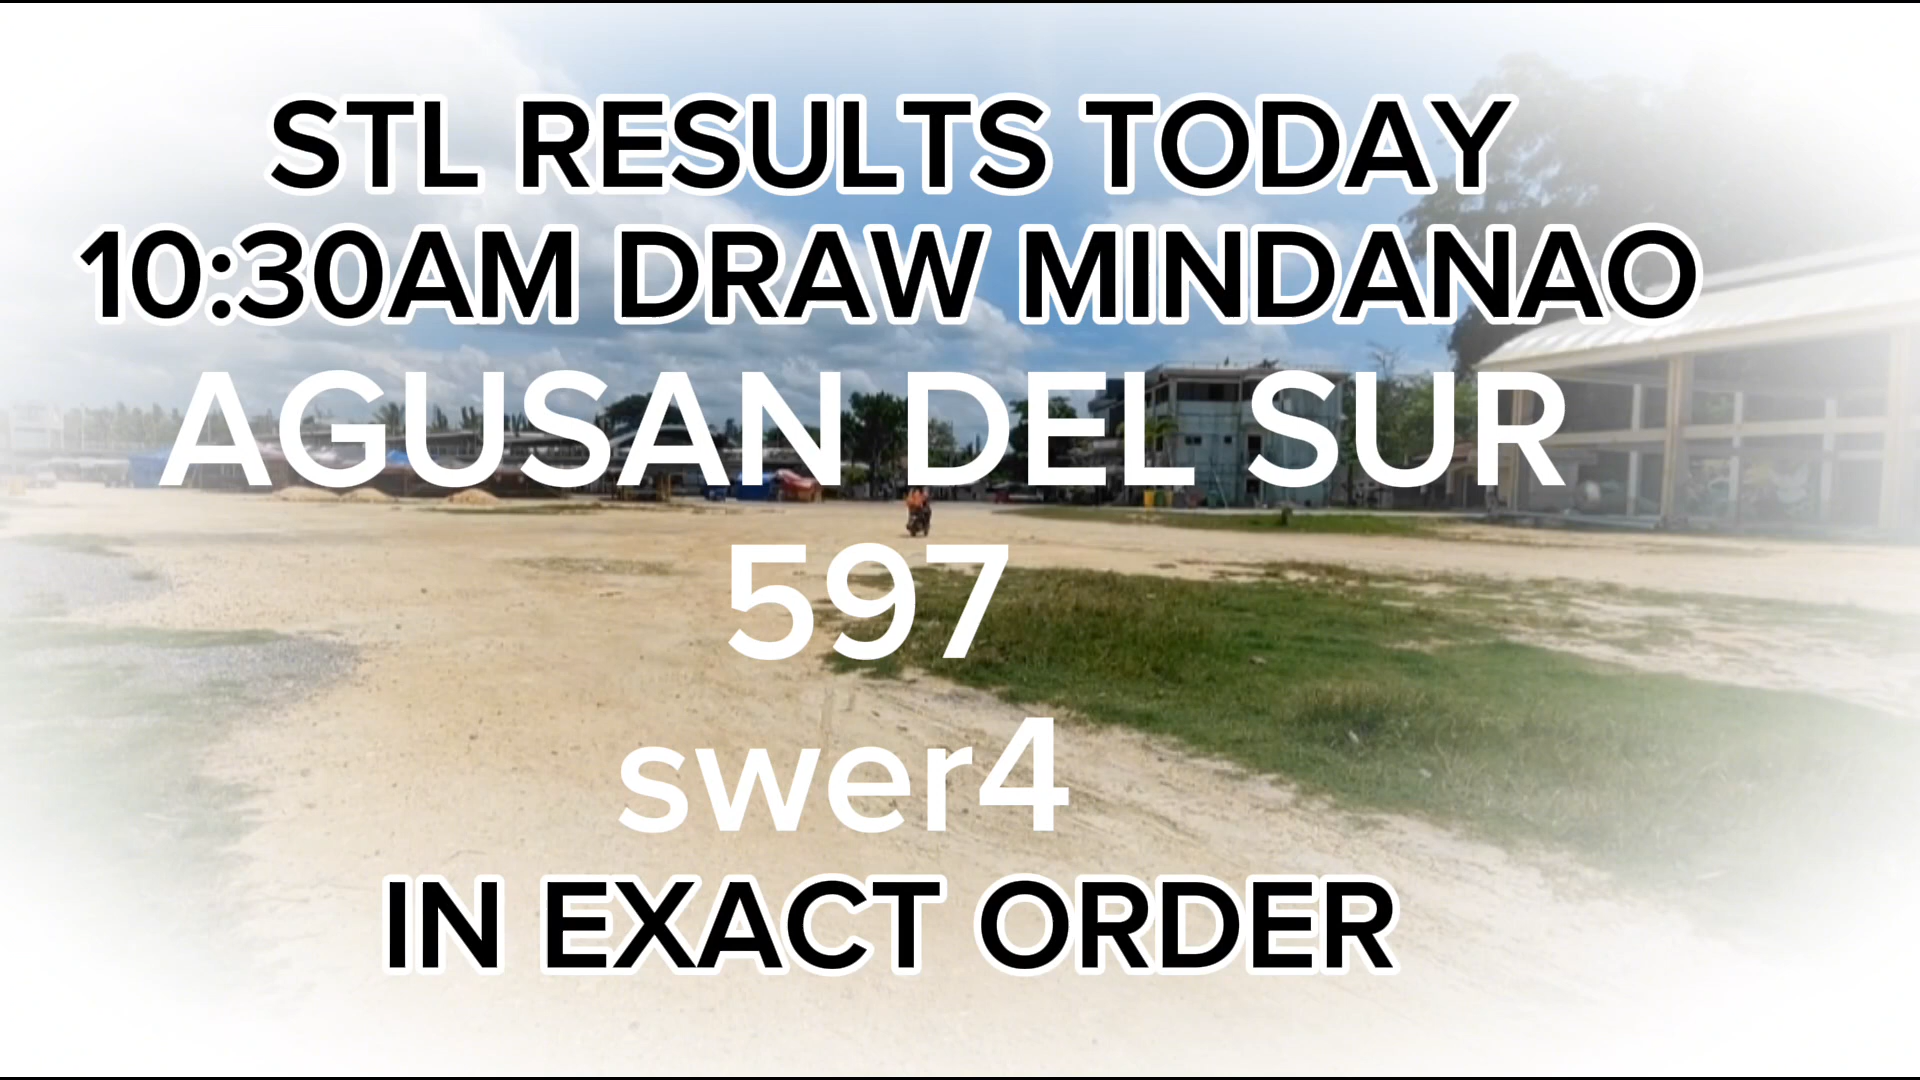 STL RESULTS TODAY
10:30AM DRAW MINDANAO
AGUSAN DEL SUR
597
swer4
IN EXACT ORDER